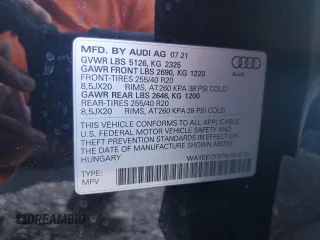 MFD. BY AUDI AG 07.21
GVWR LBS 5126, KG 2325
GAWR FRONT LBS 2690, KG 1220
FRONT-TIRES 255/40 R20
8,5JX20 RIMS, AT260 KPA 38 PSI COLD
GAWR REAR LBS 2646, KG 1200
REAR-TIRES 255/40 R20
8,5JX20 RIMS, AT260 KPA 38 PSI COLD
THIS VEHICLE CONFORMS TO ALL APPLICABLE
U.S. FEDERAL MOTOR VEHICLE SAFETY AND
THEFT PREVENTION STANDARDS IN EFFECT ON
THE DATE OF MANUFACTURE SHOWN ABOVE.
HUNGARY
TYPE:
MPV
Audi
DREAMBID